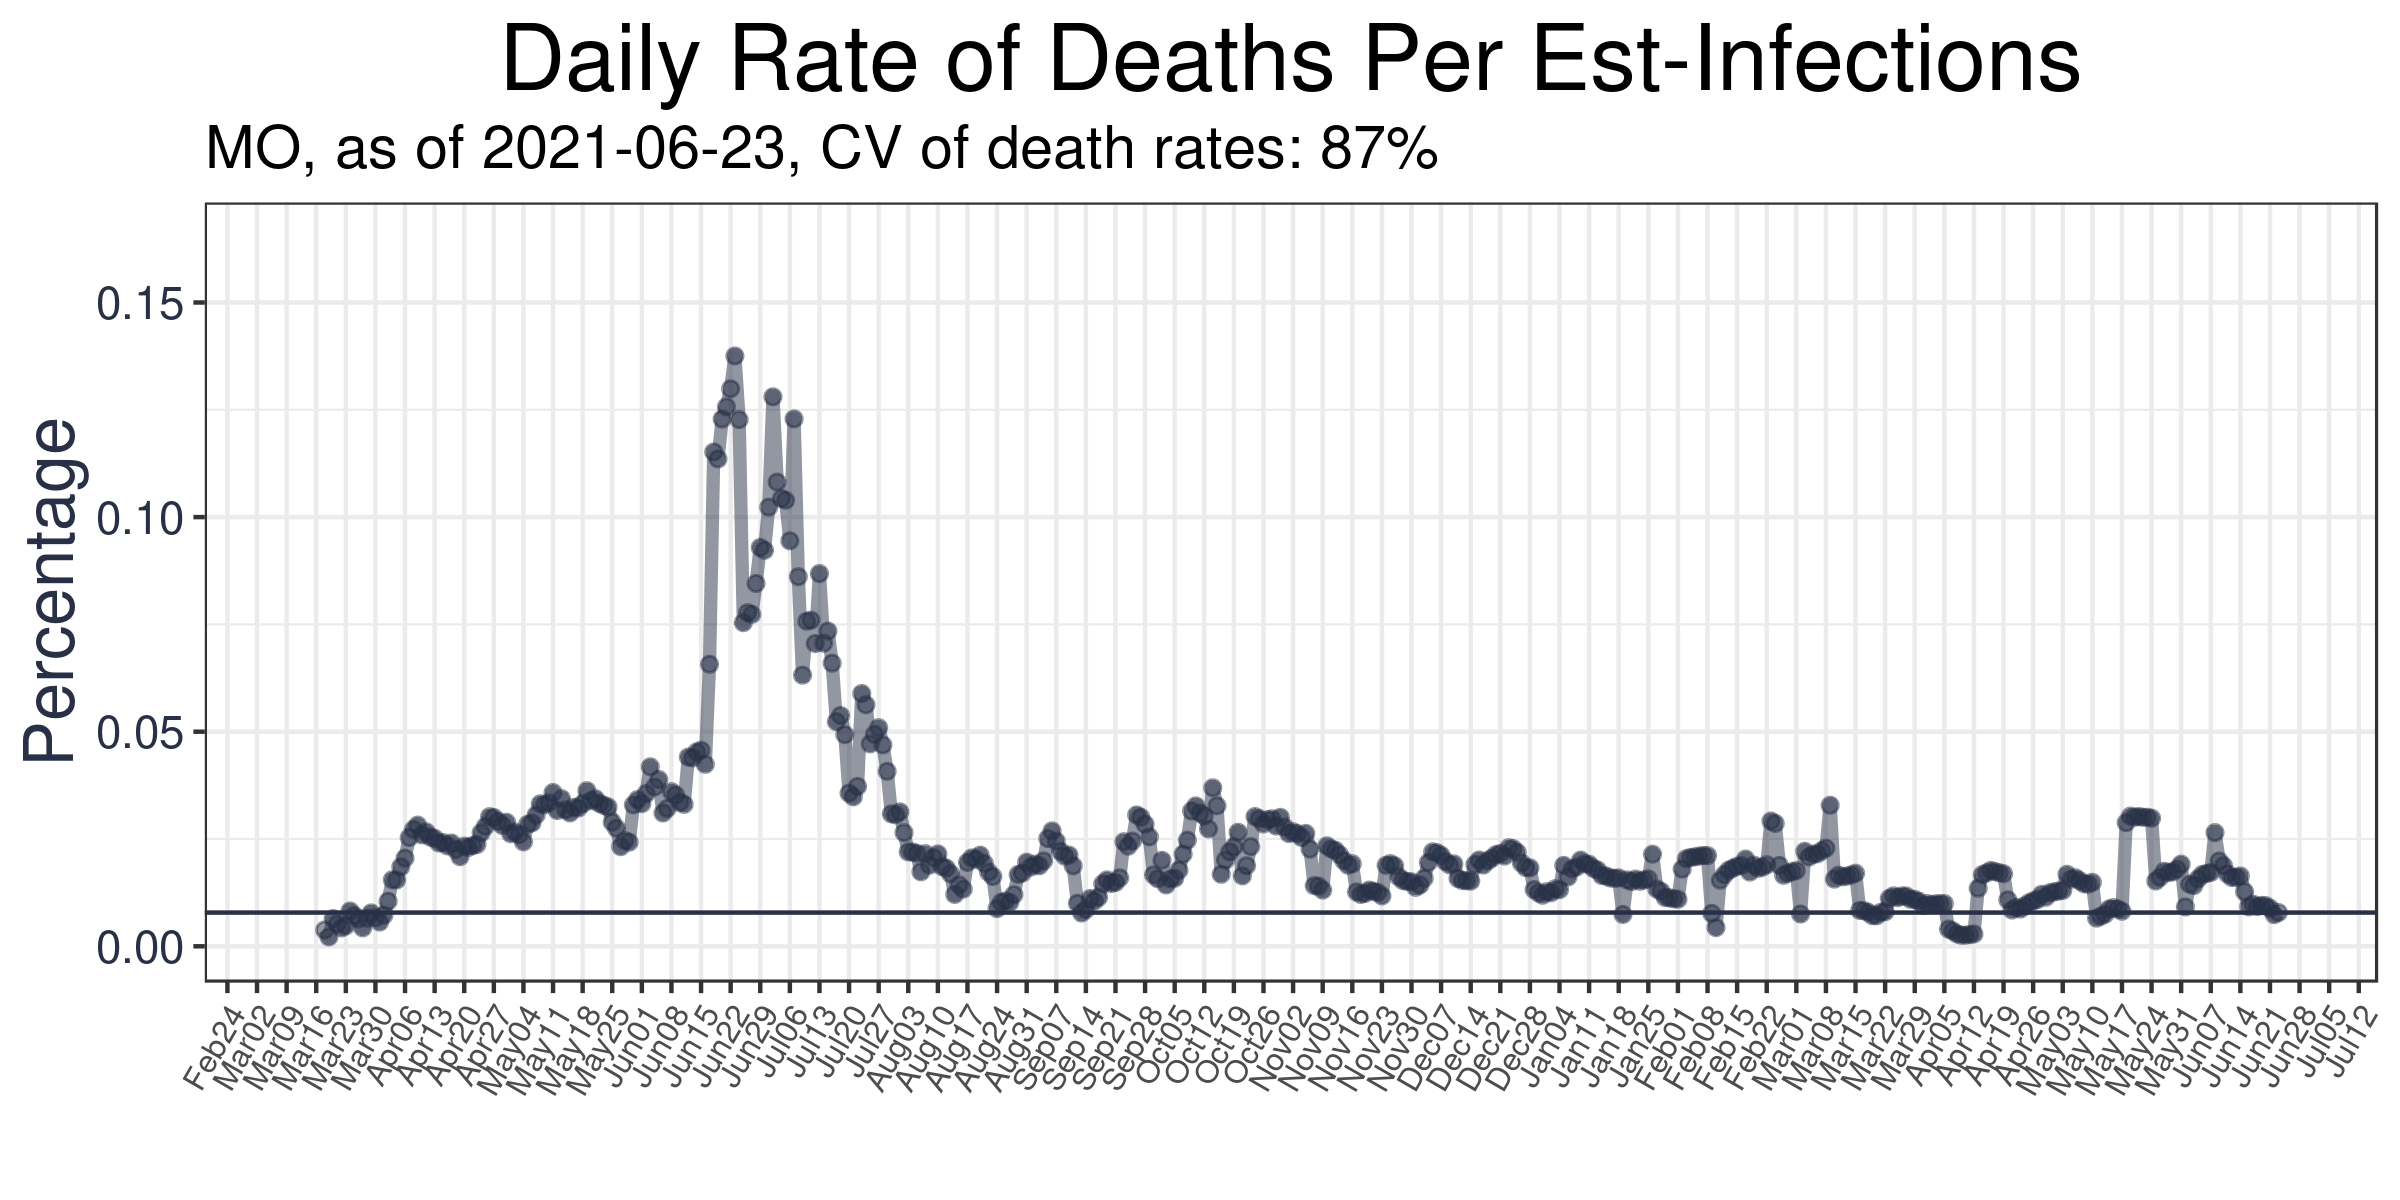 Daily Rate of Deaths Per Est-Infections
MO, as of 2021-06-23, CV of death rates: 87%
Percentage
0.15
0.10
0.05
0.00
Feb24
Mar02
Mar09
Mar16
Mar23
Mar30
Apr06
Apr13
Apr20
Apr27
May04
May11
May18
May25
Jun01
Jun08
Jun15
Jun22
Jun29
Jul06
Jul13
Jul20
Jul27
Aug03
Aug10
Aug17
Aug24
Aug31
Sep07
Sep14
Sep21
Sep28
Oct05
Oct12
Oct19
Oct26
Nov02
Nov09
Nov16
Nov23
Nov30
Dec07
Dec14
Dec21
Dec28
Jan04
Jan11
Jan18
Jan25
Feb01
Feb08
Feb15
Feb22
Mar01
Mar08
Mar15
Mar22
Mar29
Apr05
Apr12
Apr19
Apr26
May03
May10
May17
May24
May31
Jun07
Jun14
Jun21
Jun28
Jul05
Jul12